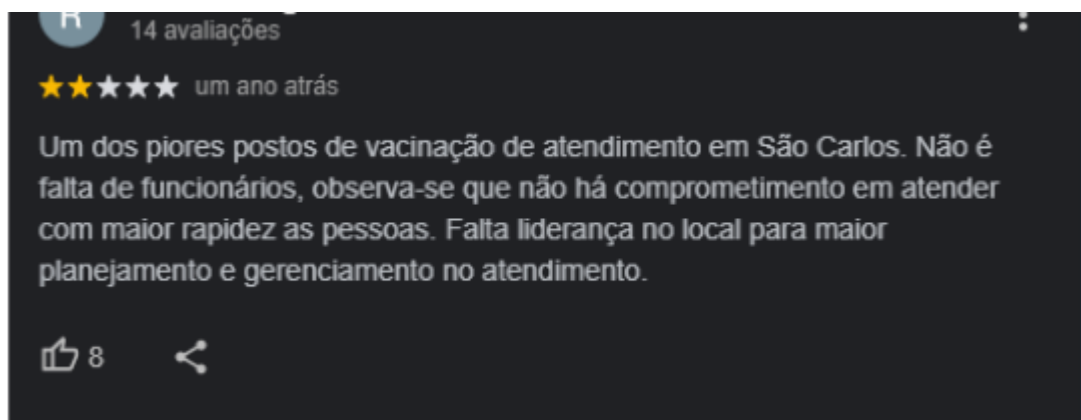 R
14 avaliações
um ano atrás
Um dos piores postos de vacinação de atendimento em São Carlos. Não é
falta de funcionários, observa-se que não há comprometimento em atender
com maior rapidez as pessoas. Falta liderança no local para maior
planejamento e gerenciamento no atendimento.
8